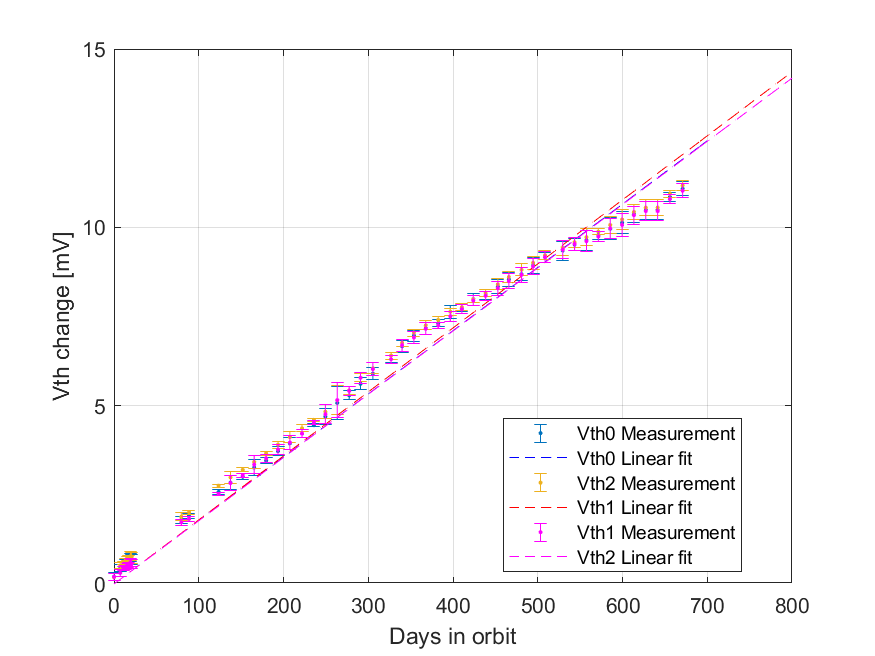 15
10
5
0
Vth change [mV]
0 100 200 300 400 500 600 700 800
Days in orbit
Vth0 Measurement
Vth0 Linear fit
Vth2 Measurement
Vth1 Linear fit
Vth1 Measurement
Vth2 Linear fit